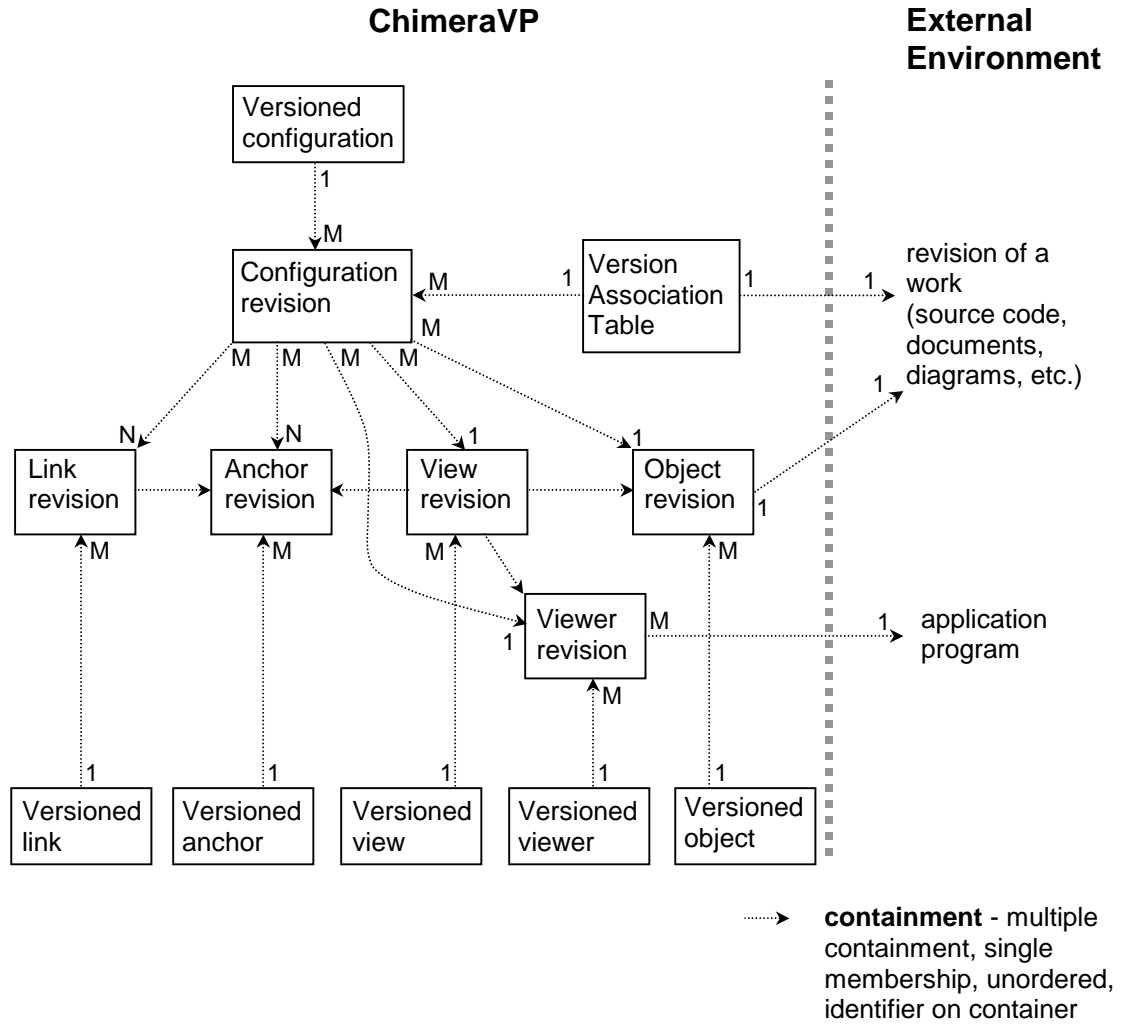 ChimeraVP
External
Environment
Versioned
configuration
1
M
Configuration
revision
M
1
Version
Association
Table
1
1
revision of a
work
(source code,
documents,
diagrams, etc.)
M
M
M
M
M
1
N
N
1
1
Link
revision
Anchor
revision
View
revision
Object
revision
1
M
M
M
M
Viewer
revision
1
M
1
application
program
M
1
1
1
1
1
Versioned
link
Versioned
anchor
Versioned
view
Versioned
viewer
Versioned
object
containment - multiple
containment, single
membership, unordered,
identifier on container